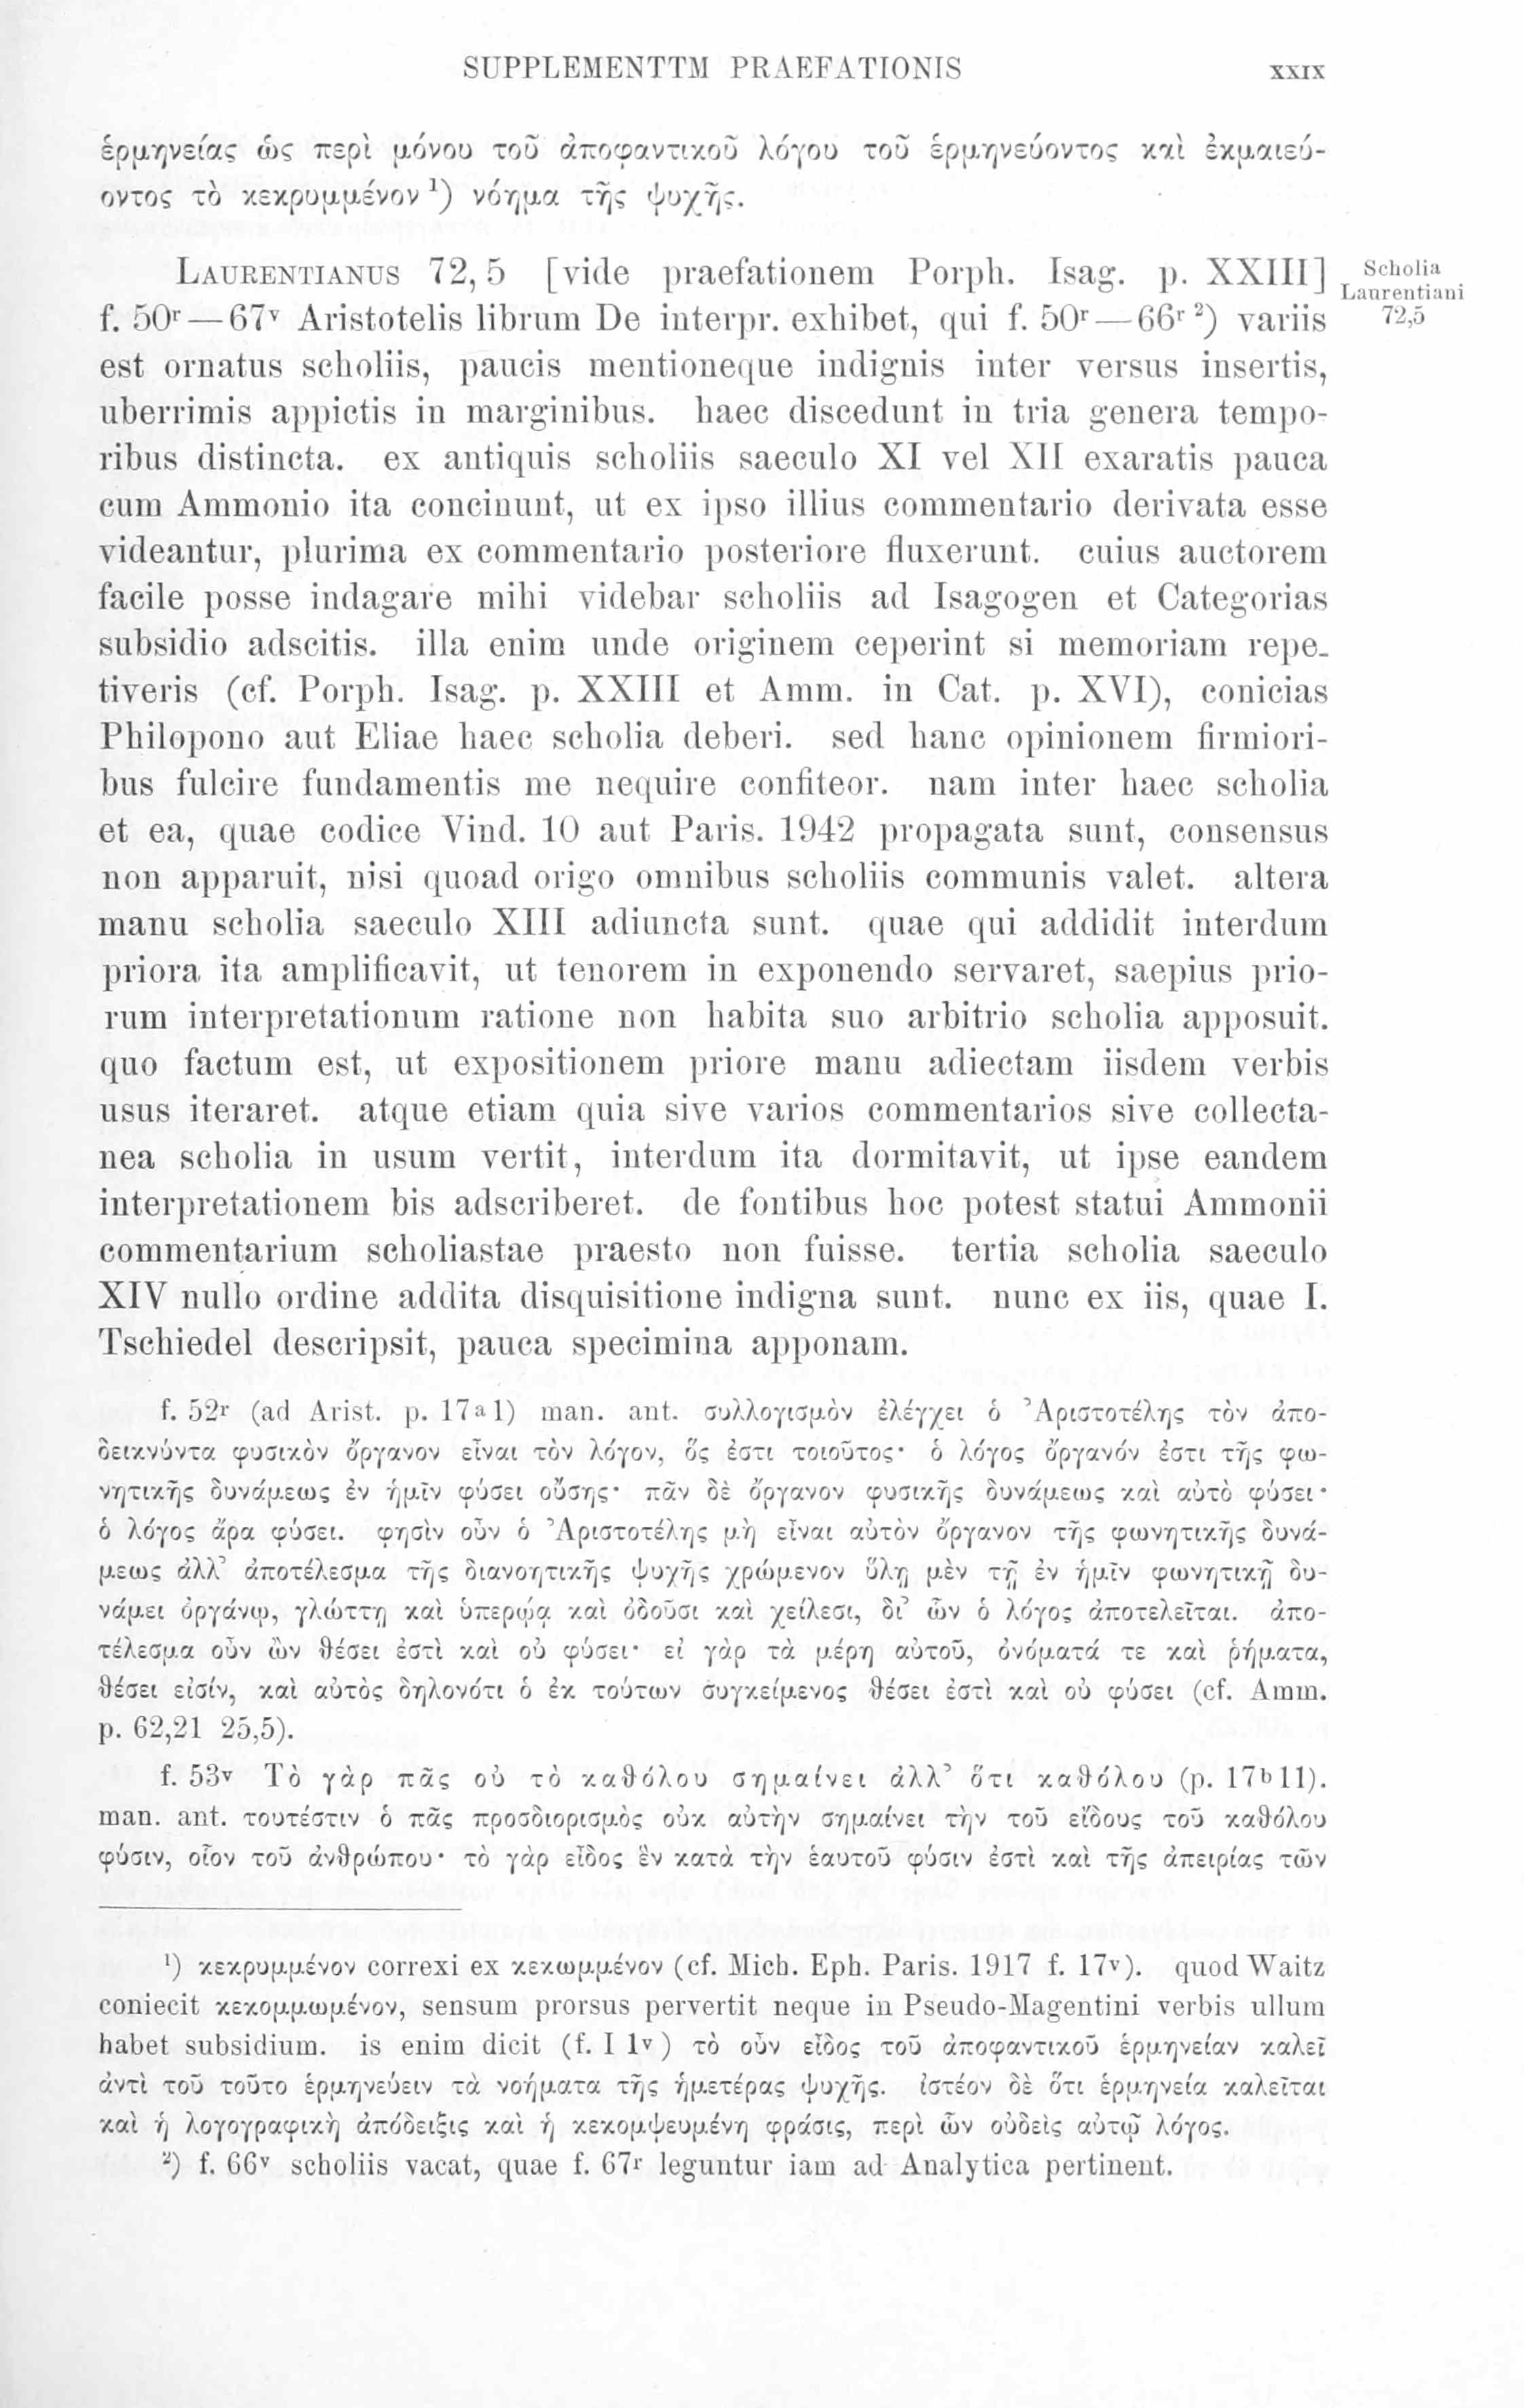 SUPPLEMENTTM PRAEFATIONIS XXIX
ἑρμηνείας ὡς περὶ μόνου τοῦ ἀποφαντικοῦ λόγου τοῦ ἑρμηνεύοντος καὶ ἐκμαιεύ-
οντος τὸ κεκρυμμένον ¹) νόημα τῆς ψυχῆς.
LAURENTIANUS 72,5 [vide praefationem Porph. Isag. p. XXIII]
Scholia
Laurentiani
72,5
f. 50ʳ—67ᵛ Aristotelis librum De interpr. exhibet, qui f. 50ʳ—66ʳ ²) variis
est ornatus scholiis, paucis mentioneque indignis inter versus insertis,
uberrimis appictis in marginibus. haec discedunt in tria genera tempo-
ribus distincta. ex antiquis scholiis saeculo XI vel XII exaratis pauca
cum Ammonio ita concinunt, ut ex ipso illius commentario derivata esse
videantur, plurima ex commentario posteriore fluxerunt. cuius auctorem
facile posse indagare mihi videbar scholiis ad Isagogen et Categorias
subsidio adscitis. illa enim unde originem ceperint si memoriam repe-
tiveris (cf. Porph. Isag. p. XXIII et Amm. in Cat. p. XVI), conicias
Philopono aut Eliae haec scholia deberi. sed hanc opinionem firmiori-
bus fulcire fundamentis me nequire confiteor. nam inter haec scholia
et ea, quae codice Vind. 10 aut Paris. 1942 propagata sunt, consensus
non apparuit, nisi quoad origo omnibus scholiis communis valet. altera
manu scholia saeculo XIII adiuncta sunt. quae qui addidit interdum
priora ita amplificavit, ut tenorem in exponendo servaret, saepius prio-
rum interpretationum ratione non habita suo arbitrio scholia apposuit.
quo factum est, ut expositionem priore manu adiectam iisdem verbis
usus iteraret. atque etiam quia sive varios commentarios sive collecta-
nea scholia in usum vertit, interdum ita dormitavit, ut ipse eandem
interpretationem bis adscriberet. de fontibus hoc potest statui Ammonii
commentarium scholiastae praesto non fuisse. tertia scholia saeculo
XIV nullo ordine addita disquisitione indigna sunt. nunc ex iis, quae I.
Tschiedel descripsit, pauca specimina apponam.
f. 52ʳ (ad Arist. p. 17ᵃ1) man. ant. συλλογισμὸν ἐλέγχει ὁ Ἀριστοτέλης τὸν ἀπο-
δεικνύντα φυσικὸν ὄργανον εἶναι τὸν λόγον, ὅς ἐστι τοιοῦτος· ὁ λόγος ὄργανόν ἐστι τῆς φω-
νητικῆς δυνάμεως ἐν ἡμῖν φύσει οὔσης· πᾶν δὲ ὄργανον φυσικῆς δυνάμεως καὶ αὐτὸ φύσει·
ὁ λόγος ἄρα φύσει. φησὶν οὖν ὁ Ἀριστοτέλης μὴ εἶναι αὐτὸν ὄργανον τῆς φωνητικῆς δυνά-
μεως ἀλλ' ἀποτέλεσμα τῆς διανοητικῆς ψυχῆς χρώμενον ὕλῃ μὲν τῇ ἐν ἡμῖν φωνητικῇ δυ-
νάμει ὀργάνῳ, γλώττῃ καὶ ὑπερῴᾳ καὶ ὀδοῦσι καὶ χείλεσι, δι' ὧν ὁ λόγος ἀποτελεῖται. ἀπο-
τέλεσμα οὖν ὢν θέσει ἐστὶ καὶ οὐ φύσει· εἰ γὰρ τὰ μέρη αὐτοῦ, ὀνόματά τε καὶ ῥήματα,
θέσει εἰσίν, καὶ αὐτὸς δηλονότι ὁ ἐκ τούτων συγκείμενος θέσει ἐστὶ καὶ οὐ φύσει (cf. Amm.
p. 62,21 25,5).
f. 53ᵛ Τὸ γὰρ πᾶς οὐ τὸ καθόλου σημαίνει ἀλλ' ὅτι καθόλου (p. 17ᵇ11).
man. ant. τουτέστιν ὁ πᾶς προσδιορισμὸς οὐκ αὐτὴν σημαίνει τὴν τοῦ εἴδους τοῦ καθόλου
φύσιν, οἷον τοῦ ἀνθρώπου· τὸ γὰρ εἶδος ἓν κατὰ τὴν ἑαυτοῦ φύσιν ἐστὶ καὶ τῆς ἀπειρίας τῶν
¹) κεκρυμμένον correxi ex κεκωμμένον (cf. Mich. Eph. Paris. 1917 f. 17ᵛ). quod Waitz
coniecit κεκομμωμένον, sensum prorsus pervertit neque in Pseudo-Magentini verbis ullum
habet subsidium. is enim dicit (f. I 1ᵛ) τὸ οὖν εἶδος τοῦ ἀποφαντικοῦ ἑρμηνείαν καλεῖ
ἀντὶ τοῦ τοῦτο ἑρμηνεύειν τὰ νοήματα τῆς ἡμετέρας ψυχῆς. ἰστέον δὲ ὅτι ἑρμηνεία καλεῖται
καὶ ἡ λογογραφικὴ ἀπόδειξις καὶ ἡ κεκομψευμένη φράσις, περὶ ὧν οὐδεὶς αὐτῷ λόγος.
²) f. 66ᵛ scholiis vacat, quae f. 67ʳ leguntur iam ad Analytica pertinent.